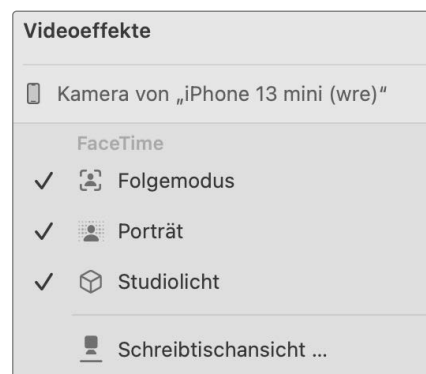 Videoeffekte
Kamera von „iPhone 13 mini (wre)“
FaceTime
Folgemodus
Porträt
Studiolicht
Schreibtischansicht ...